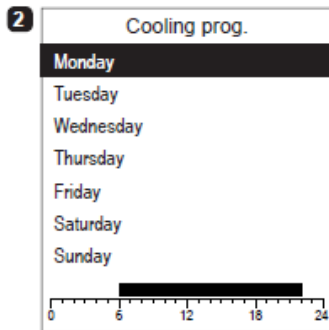 2
Cooling prog.
Monday
Tuesday
Wednesday
Thursday
Friday
Saturday
Sunday
0 6 12 18 24